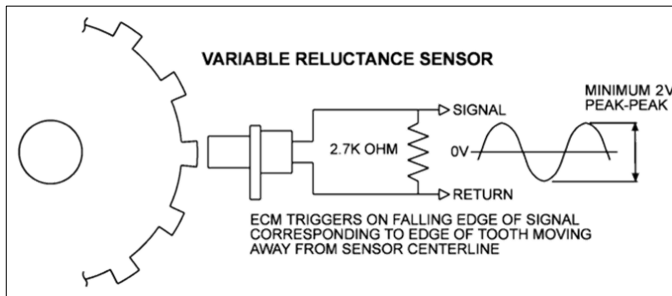 VARIABLE RELUCTANCE SENSOR
MINIMUM 2V
PEAK-PEAK
SIGNAL
2.7K OHM
0V
RETURN
ECM TRIGGERS ON FALLING EDGE OF SIGNAL
CORRESPONDING TO EDGE OF TOOTH MOVING
AWAY FROM SENSOR CENTERLINE